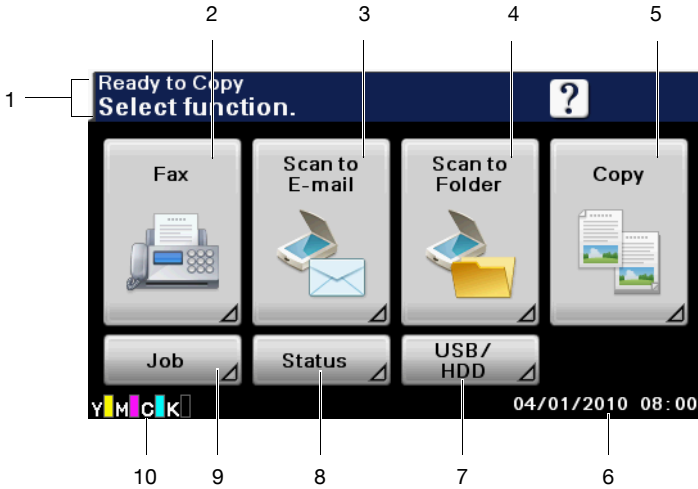 2 3 4 5
1
Ready to Copy
Select function.
?
Fax
Scan to
E-mail
Scan to
Folder
Copy
Job
Status
USB/
HDD
Y M C K
04/01/2010 08:00
10 9 8 7 6